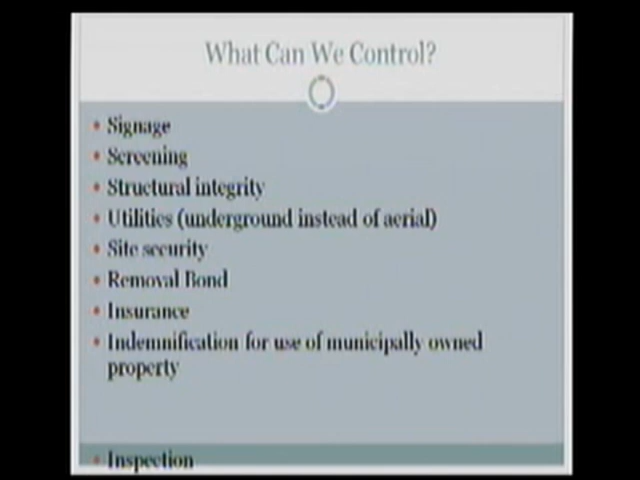 What Can We Control?
• Signage
• Screening
• Structural integrity
• Utilities (underground instead of aerial)
• Site security
• Removal Bond
• Insurance
• Indemnification for use of municipally owned
property
• Inspection